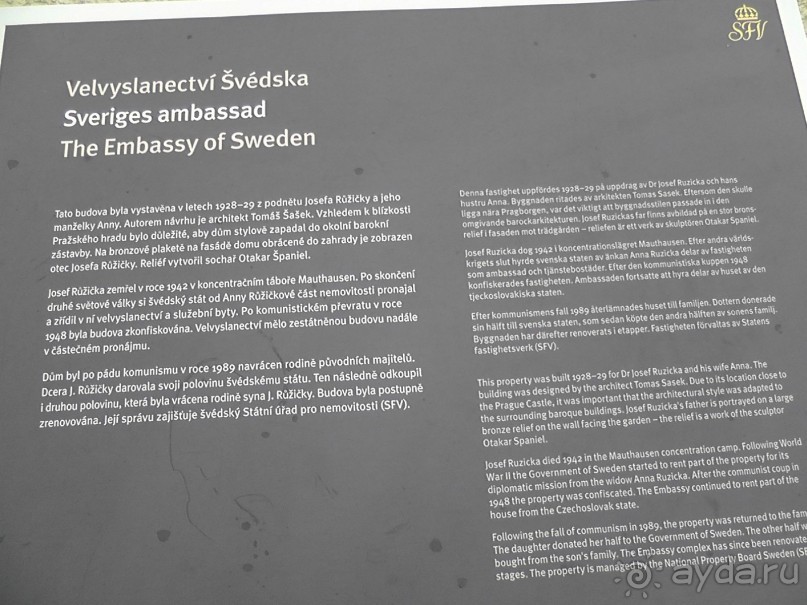 SFV
Velvyslanectví Švédska
Sveriges ambassad
The Embassy of Sweden
Tato budova byla vystavěna v letech 1928–29 z podnětu Josefa Růžičky a jeho
manželky Anny. Autorem návrhu je architekt Tomáš Šašek. Vzhledem k blízkosti
Pražského hradu bylo důležité, aby dům stylově zapadal do okolní barokní
zástavby. Na bronzové plaketě na fasádě domu obrácené do zahrady je zobrazen
otec Josefa Růžičky. Reliéf vytvořil sochař Otakar Španiel.
Josef Růžička zemřel v roce 1942 v koncentračním táboře Mauthausen. Po skončení
druhé světové války si švédský stát od Anny Růžičkové část nemovitosti pronajal
a zřídil v ní velvyslanectví a služební byty. Po komunistickém převratu v roce
1948 byla budova zkonfiskována. Velvyslanectví mělo zestátněnou budovu nadále
v částečném pronájmu.
Dům byl po pádu komunismu v roce 1989 navrácen rodině původních majitelů.
Dcera J. Růžičky darovala svoji polovinu švédskému státu. Ten následně odkoupil
i druhou polovinu, která byla vrácena rodině syna J. Růžičky. Budova byla postupně
zrenovována. Její správu zajišťuje švédský Státní úřad pro nemovitosti (SFV).
Denna fastighet uppfördes 1928–29 på uppdrag av Dr Josef Ruzicka och hans
hustru Anna. Byggnaden ritades av arkitekten Tomas Sasek. Eftersom den skulle
ligga nära Pragborgen, var det viktigt att byggnadsstilen passade in i den
omgivande barockarkitekturen. Josef Ruzickas far finns avbildad på en stor brons-
relief i fasaden mot trädgården – reliefen är ett verk av skulptören Otakar Spaniel.
Josef Ruzicka dog 1942 i koncentrationslägret Mauthausen. Efter andra världs-
krigets slut hyrde svenska staten av änkan Anna Ruzicka delar av fastigheten
som ambassad och tjänstebostäder. Efter den kommunistiska kuppen 1948
konfiskerades fastigheten. Ambassaden fortsatte att hyra delar av huset av den
tjeckoslovakiska staten.
Efter kommunismens fall 1989 återlämnades huset till familjen. Dottern donerade
sin hälft till svenska staten, som sedan köpte den andra hälften av sonens familj.
Byggnaden har därefter renoverats i etapper. Fastigheten förvaltas av Statens
fastighetsverk (SFV).
This property was built 1928–29 for Dr Josef Ruzicka and his wife Anna. The
building was designed by the architect Tomas Sasek. Due to its location close to
the Prague Castle, it was important that the architectural style was adapted to
the surrounding baroque buildings. Josef Ruzicka's father is portrayed on a large
bronze relief on the wall facing the garden – the relief is a work of the sculptor
Otakar Spaniel.
Josef Ruzicka died 1942 in the Mauthausen concentration camp. Following World
War II the Government of Sweden started to rent part of the property for its
diplomatic mission from the widow Anna Ruzicka. After the communist coup in
1948 the property was confiscated. The Embassy continued to rent part of the
house from the Czechoslovak state.
Following the fall of communism in 1989, the property was returned to the fam
The daughter donated her half to the Government of Sweden. The other half w
bought from the son's family. The Embassy complex has since been renovate
stages. The property is managed by the National Property Board Sweden (SF
ayda.ru